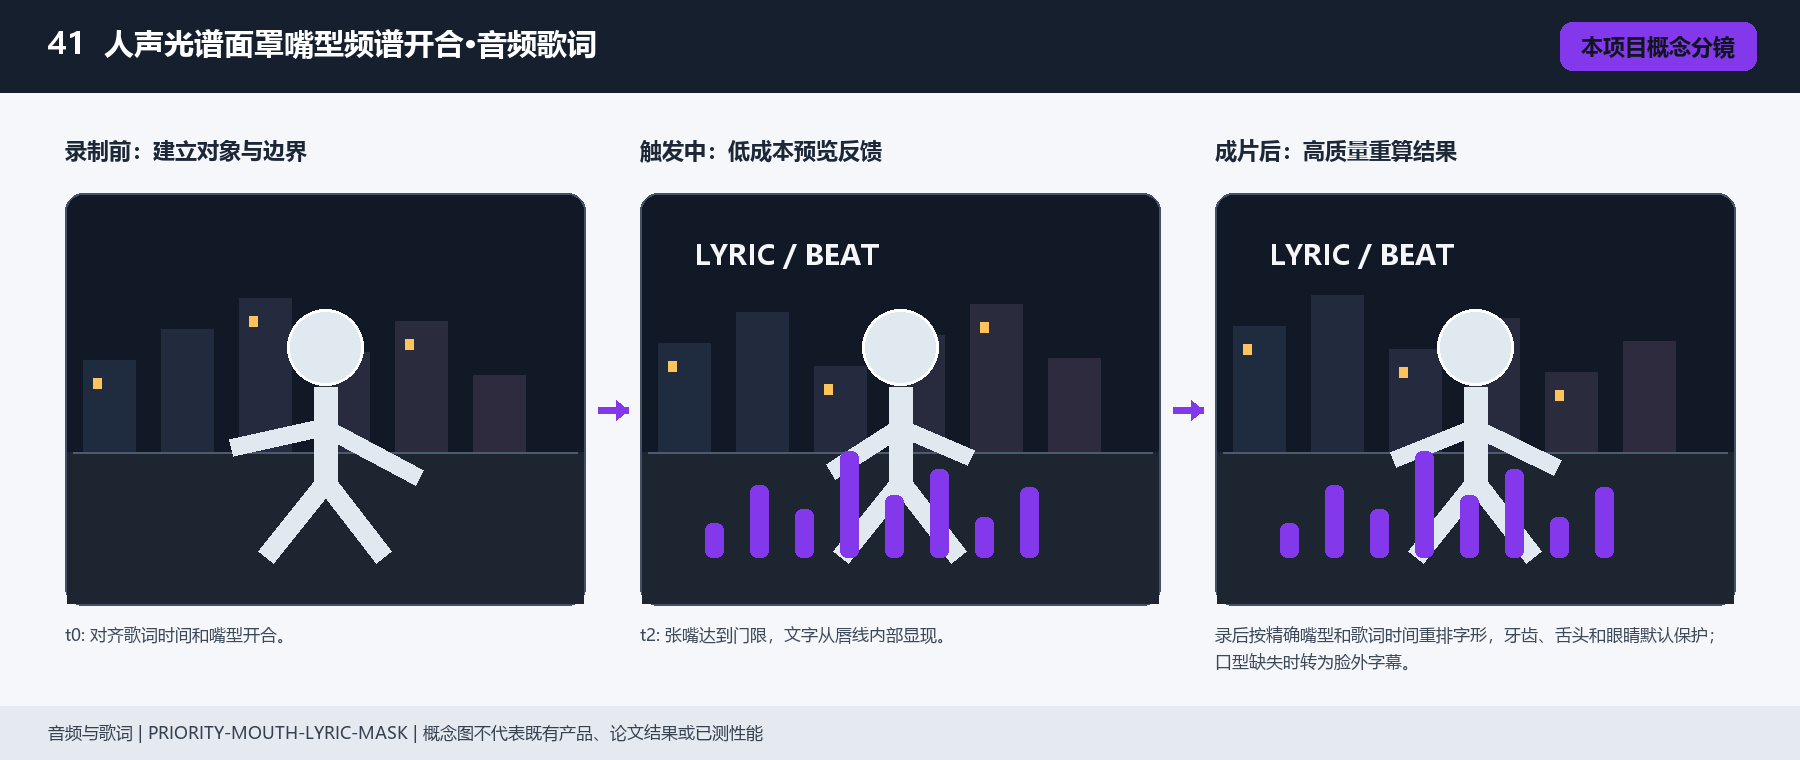 41 人声光谱面罩嘴型频谱开合·音频歌词
本项目概念分镜
录制前：建立对象与边界
触发中：低成本预览反馈
成片后：高质量重算结果
LYRIC / BEAT
LYRIC / BEAT
t0: 对齐歌词时间和嘴型开合。
t2: 张嘴达到门限，文字从唇线内部显现。
录后按精确嘴型和歌词时间重排字形，牙齿、舌头和眼睛默认保护；
口型缺失时转为脸外字幕。
音频与歌词 | PRIORITY-MOUTH-LYRIC-MASK | 概念图不代表既有产品、论文结果或已测性能